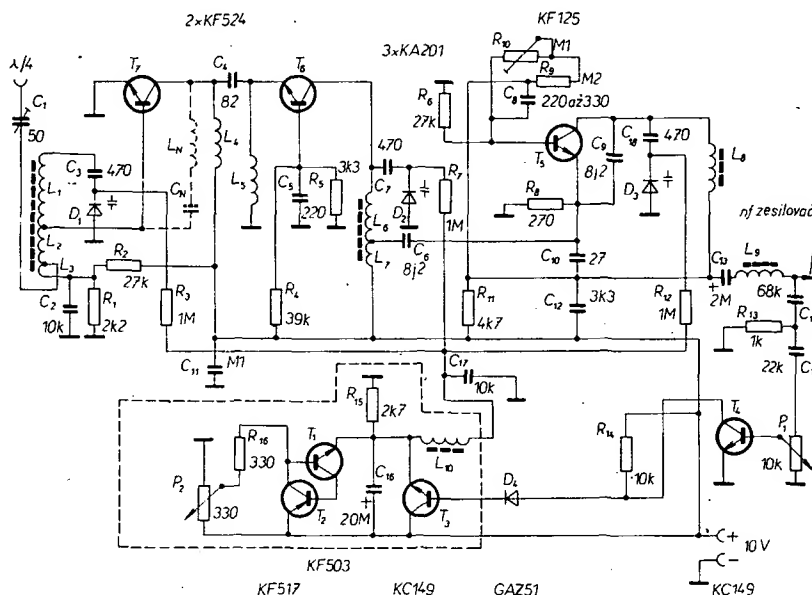 2×KF524
KF125
3×KA201
λ/4
C1
50
T7
C4
82
T6
R10
M1
R9
M2
C8
220až330
R6
27k
T5
C9
8j2
C18
470
D3
L8
nf zesilovač
C3
470
L1
D1
L2
L3
LN
CN
L4
L5
C5
220
R5
3k3
470
C7
D2
L6
L7
C6
8j2
R7
1M
R8
270
C10
27
C12
3k3
R11
4k7
R12
1M
C13
2M
L9
68k
R13
1k
22k
C2
10k
R1
2k2
R2
27k
R3
1M
R4
39k
C11
M1
C17
10k
R15
2k7
L10
T1
T2
R16
330
P2
330
C16
20M
T3
D4
R14
10k
T4
P1
10k
+
10V
−
KF503
KF517
KC149
GAZ51
KC149